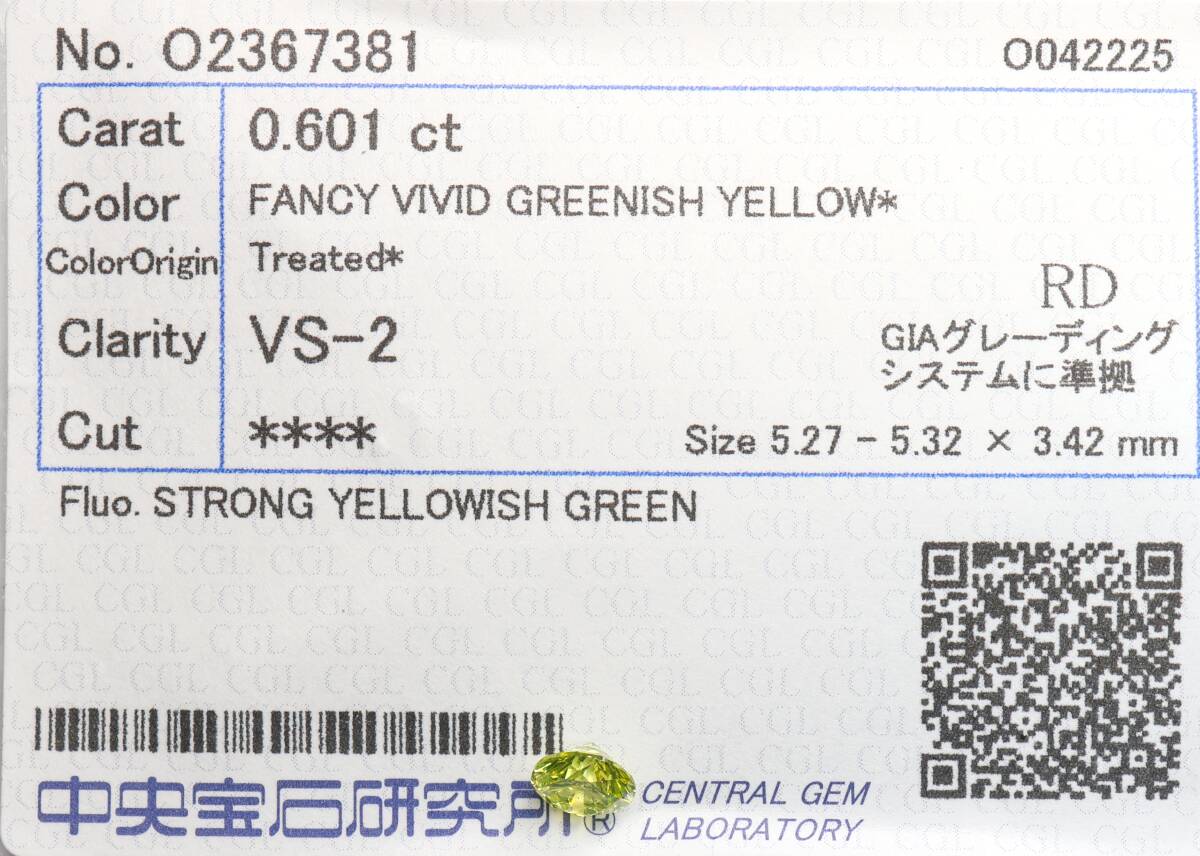 No. O2367381
O042225
Carat 0.601 ct
Color FANCY VIVID GREENISH YELLOW*
ColorOrigin Treated*
RD
Clarity VS-2
GIAグレーディング
システムに準拠
Cut ****
Size 5.27 - 5.32 × 3.42 mm
Fluo. STRONG YELLOWISH GREEN
中央宝石研究所®
CENTRAL GEM
LABORATORY